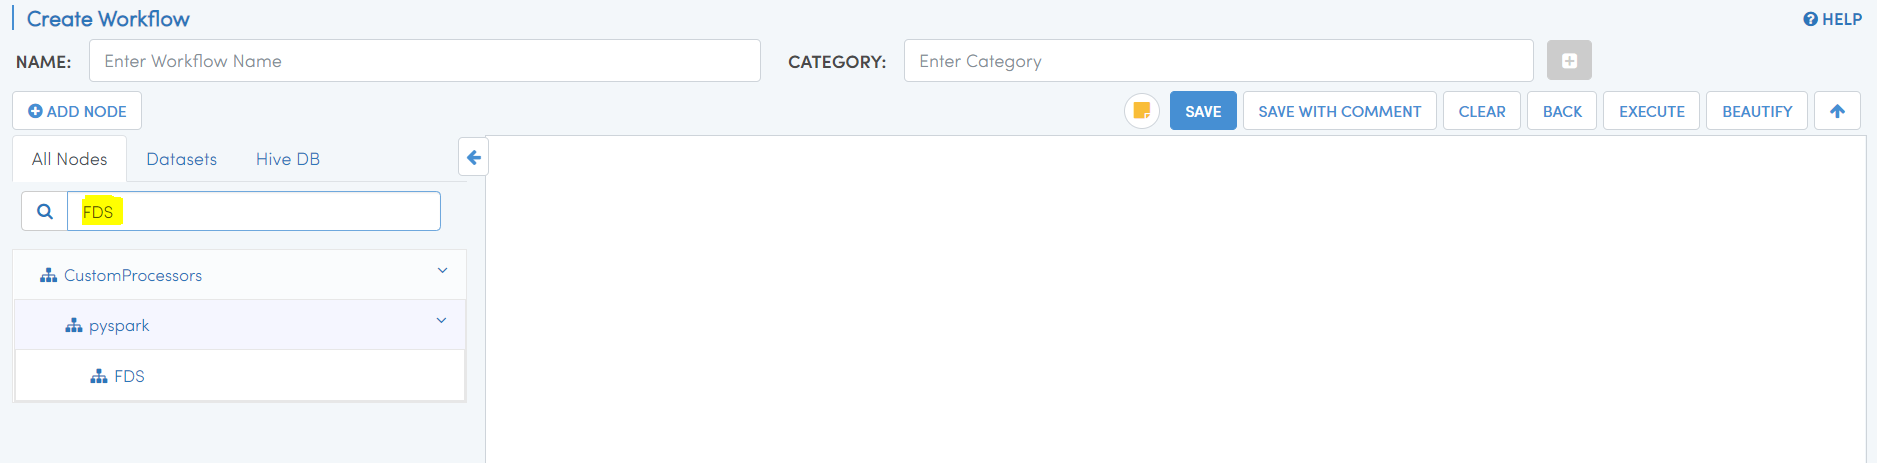 Create Workflow
HELP
NAME: Enter Workflow Name CATEGORY: Enter Category
ADD NODE
SAVE SAVE WITH COMMENT CLEAR BACK EXECUTE BEAUTIFY
All Nodes Datasets Hive DB
FDS
CustomProcessors
pyspark
FDS